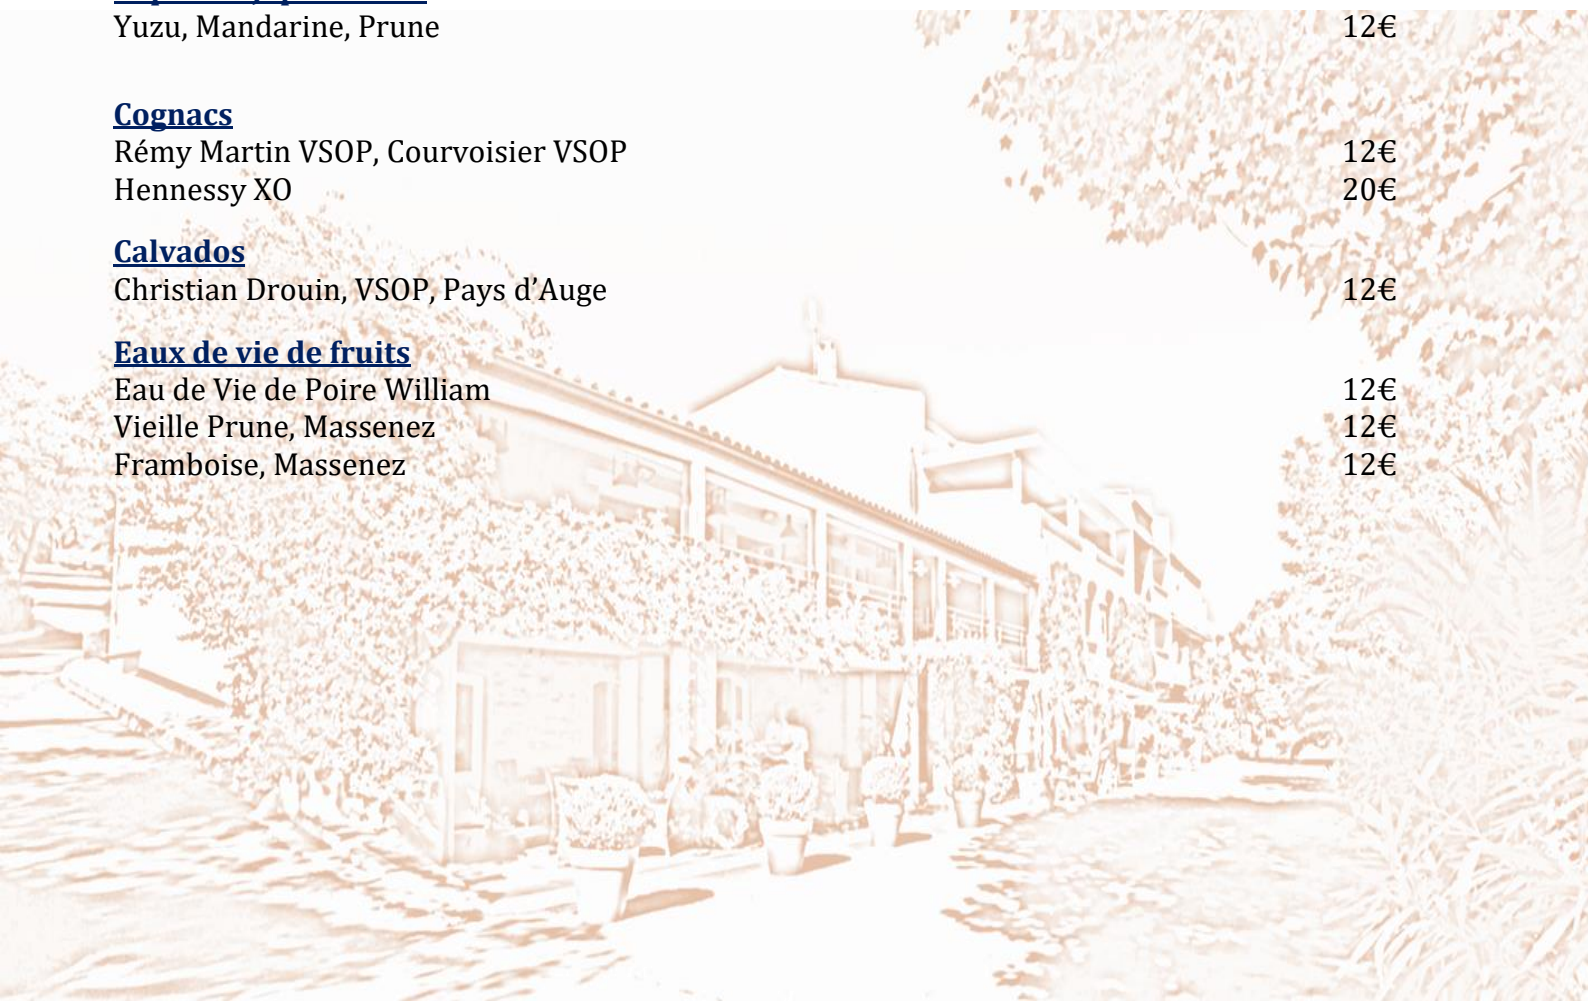 Yuzu, Mandarine, Prune 12€
Cognacs
Rémy Martin VSOP, Courvoisier VSOP 12€
Hennessy XO 20€
Calvados
Christian Drouin, VSOP, Pays d’Auge 12€
Eaux de vie de fruits
Eau de Vie de Poire William 12€
Vieille Prune, Massenez 12€
Framboise, Massenez 12€